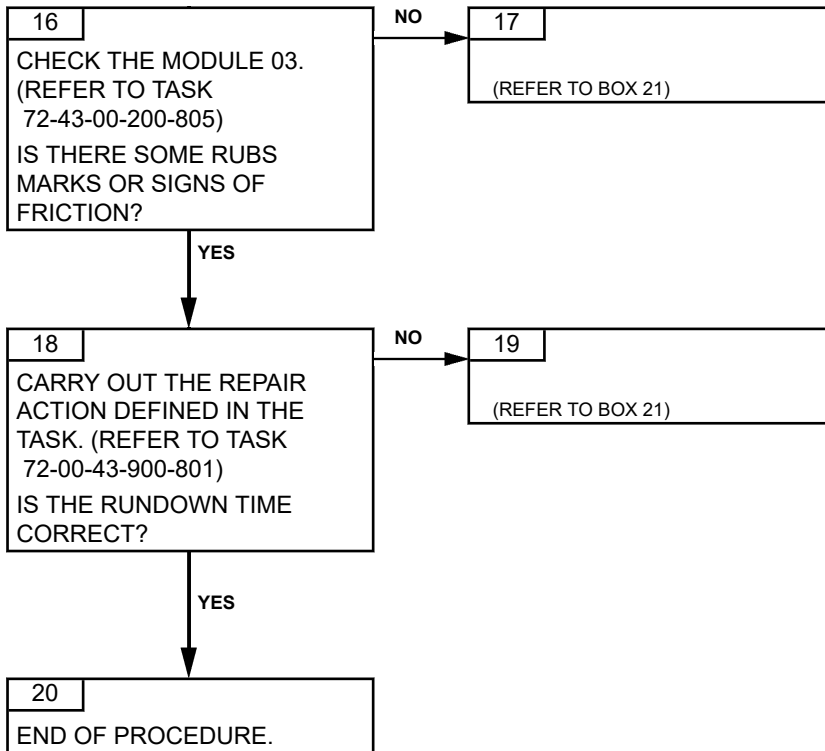 16
CHECK THE MODULE 03.
(REFER TO TASK
72-43-00-200-805)
IS THERE SOME RUBS
MARKS OR SIGNS OF
FRICTION?
NO
17
(REFER TO BOX 21)
YES
18
CARRY OUT THE REPAIR
ACTION DEFINED IN THE
TASK. (REFER TO TASK
72-00-43-900-801)
IS THE RUNDOWN TIME
CORRECT?
NO
19
(REFER TO BOX 21)
YES
20
END OF PROCEDURE.